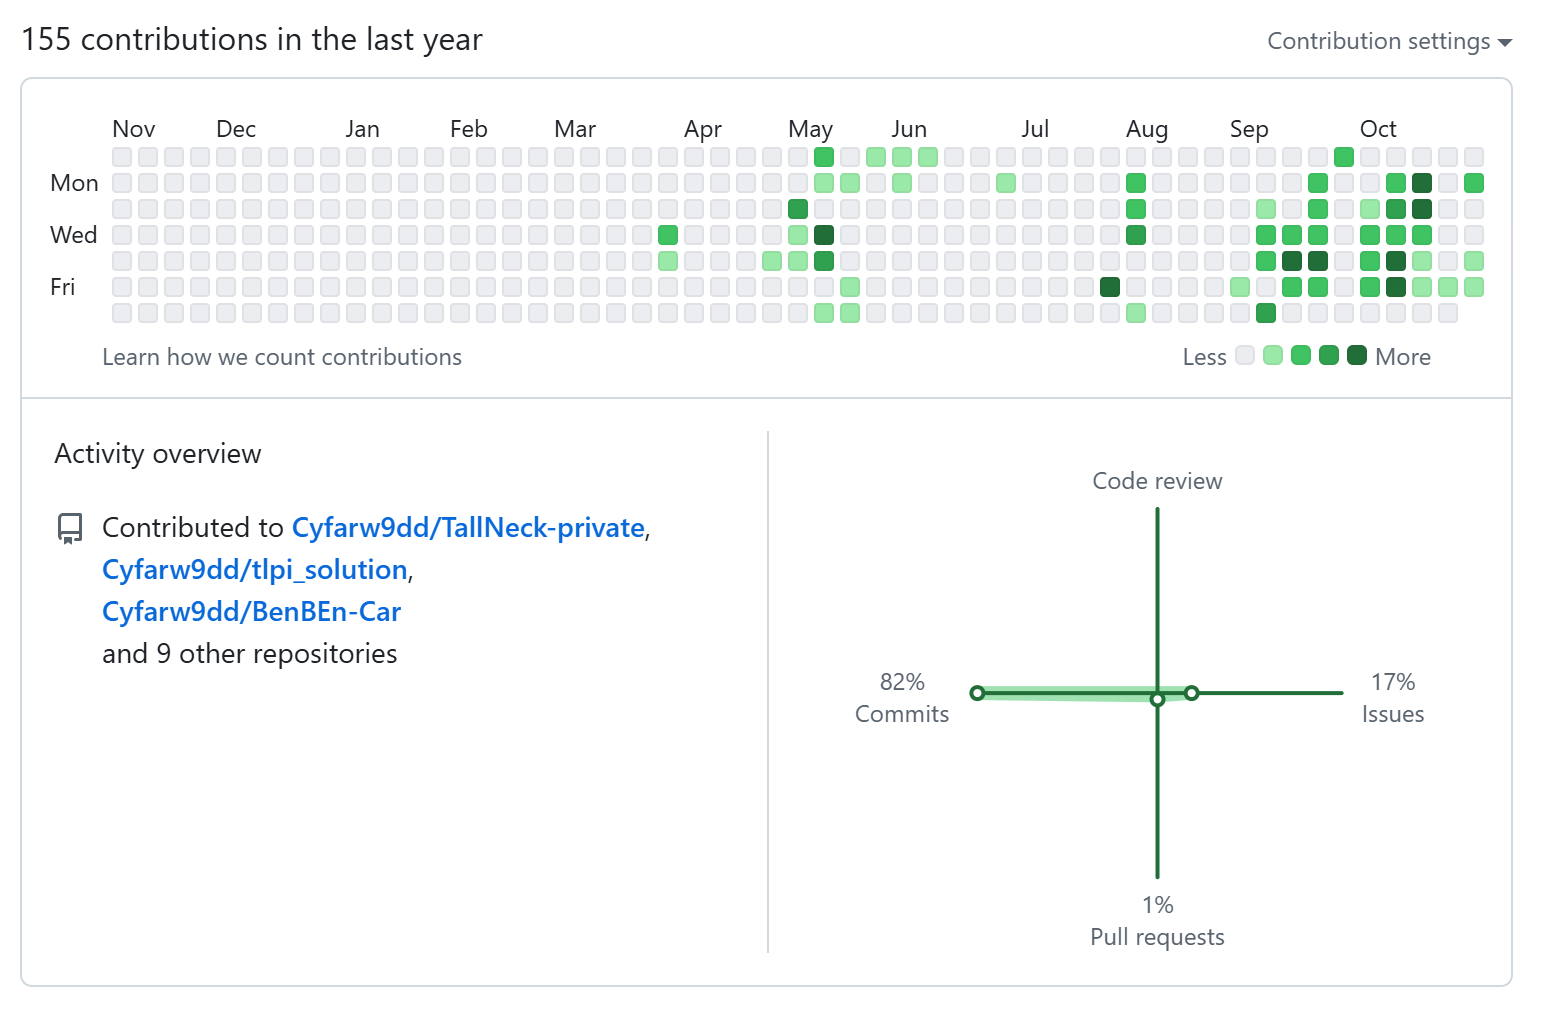 155 contributions in the last year
Contribution settings
Nov Dec Jan Feb Mar Apr May Jun Jul Aug Sep Oct
Mon
Wed
Fri
Learn how we count contributions
Less More
Activity overview
Contributed to Cyfarw9dd/TallNeck-private,
Cyfarw9dd/tlpi_solution,
Cyfarw9dd/BenBEn-Car
and 9 other repositories
Code review
82%
Commits
17%
Issues
1%
Pull requests